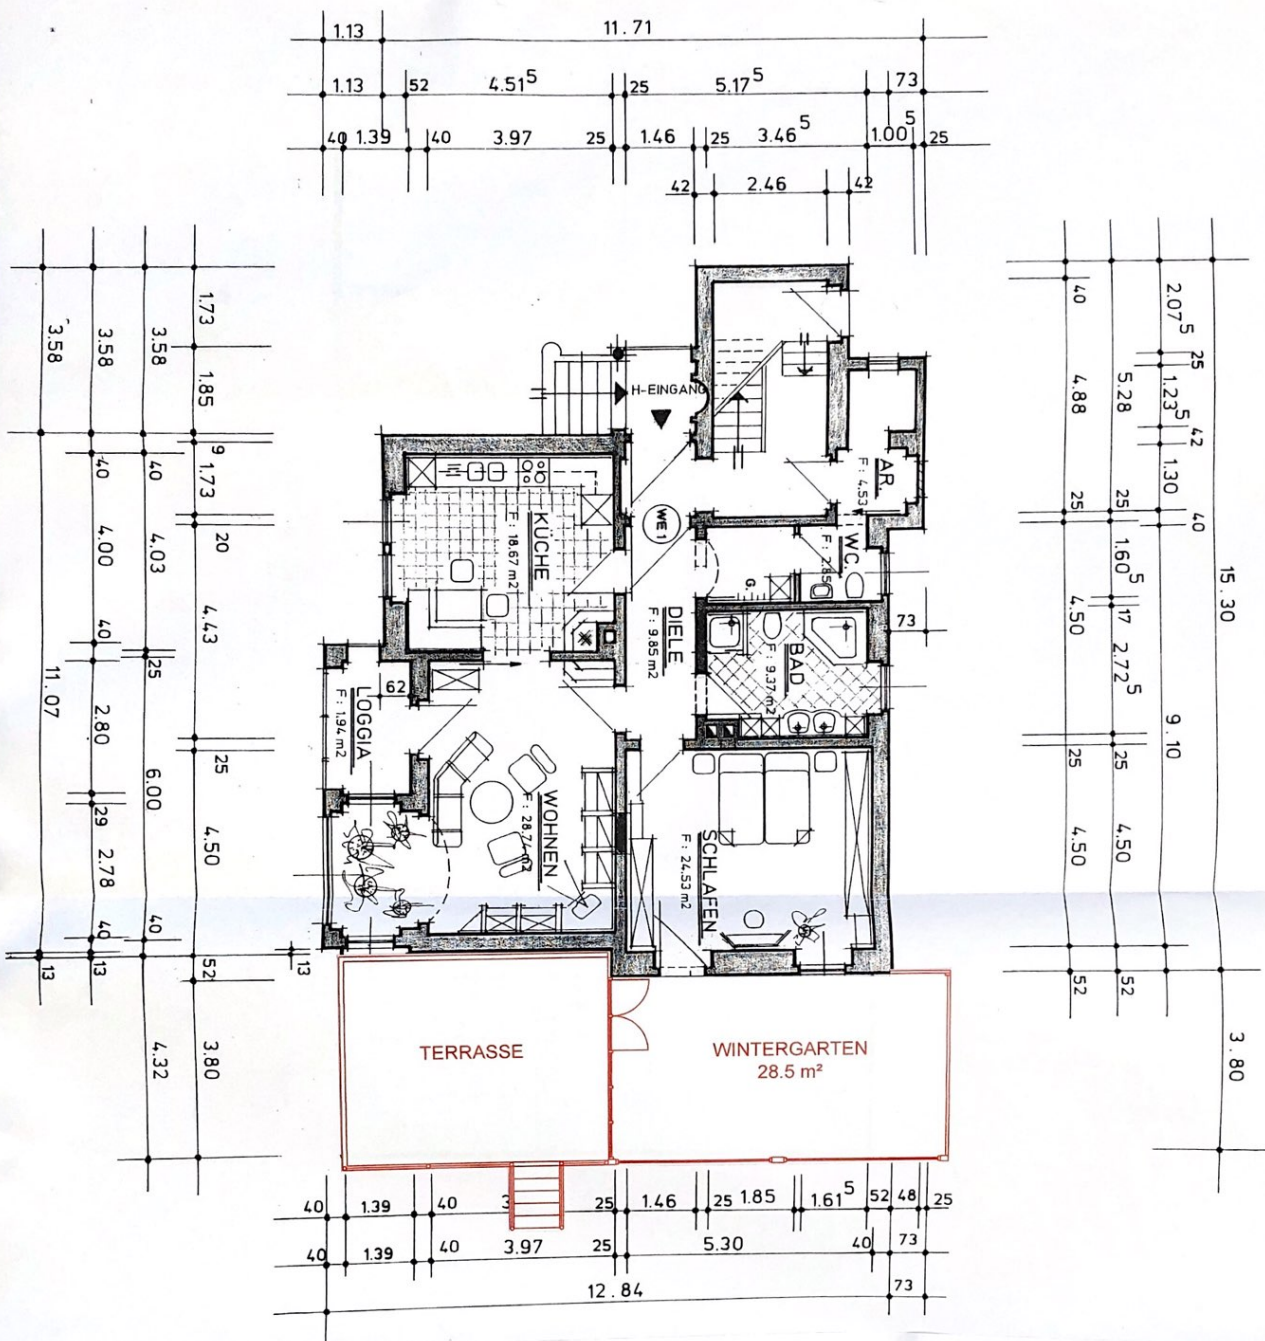 1.13 11.71
1.13 52 4.51⁵ 25 5.17⁵ 73
40 1.39 40 3.97 25 1.46 25 3.46⁵ 1.00⁵ 25
42 2.46 42
3.58
11.07
13
3.58
40
4.00
40
2.80
29
2.78
40
13
3.58
40
4.03
25
6.00
40
4.32
1.73
1.85
9
1.73
20
4.43
25
4.50
52
3.80
13
H-EINGANG
WE 1
KÜCHE
F: 18.67 m2
AR.
F: 4.53
WC.
F: 2.85
G.
DIELE
F: 9.85 m2
BAD
F: 9.37 m2
73
62
LOGGIA
F: 1.94 m2
WOHNEN
F: 28.74 m2
SCHLAFEN
F: 24.53 m2
TERRASSE
WINTERGARTEN
28.5 m²
40
4.88
25
4.50
25
4.50
52
5.28
25
1.60⁵
17
2.72⁵
25
4.50
52
2.07⁵
25
1.23⁵
42
1.30
40
9.10
15.30
3.80
40 1.39 40 3 25 1.46 25 1.85 1.61⁵ 52 48 25
40 1.39 40 3.97 25 5.30 40 73
12.84 73